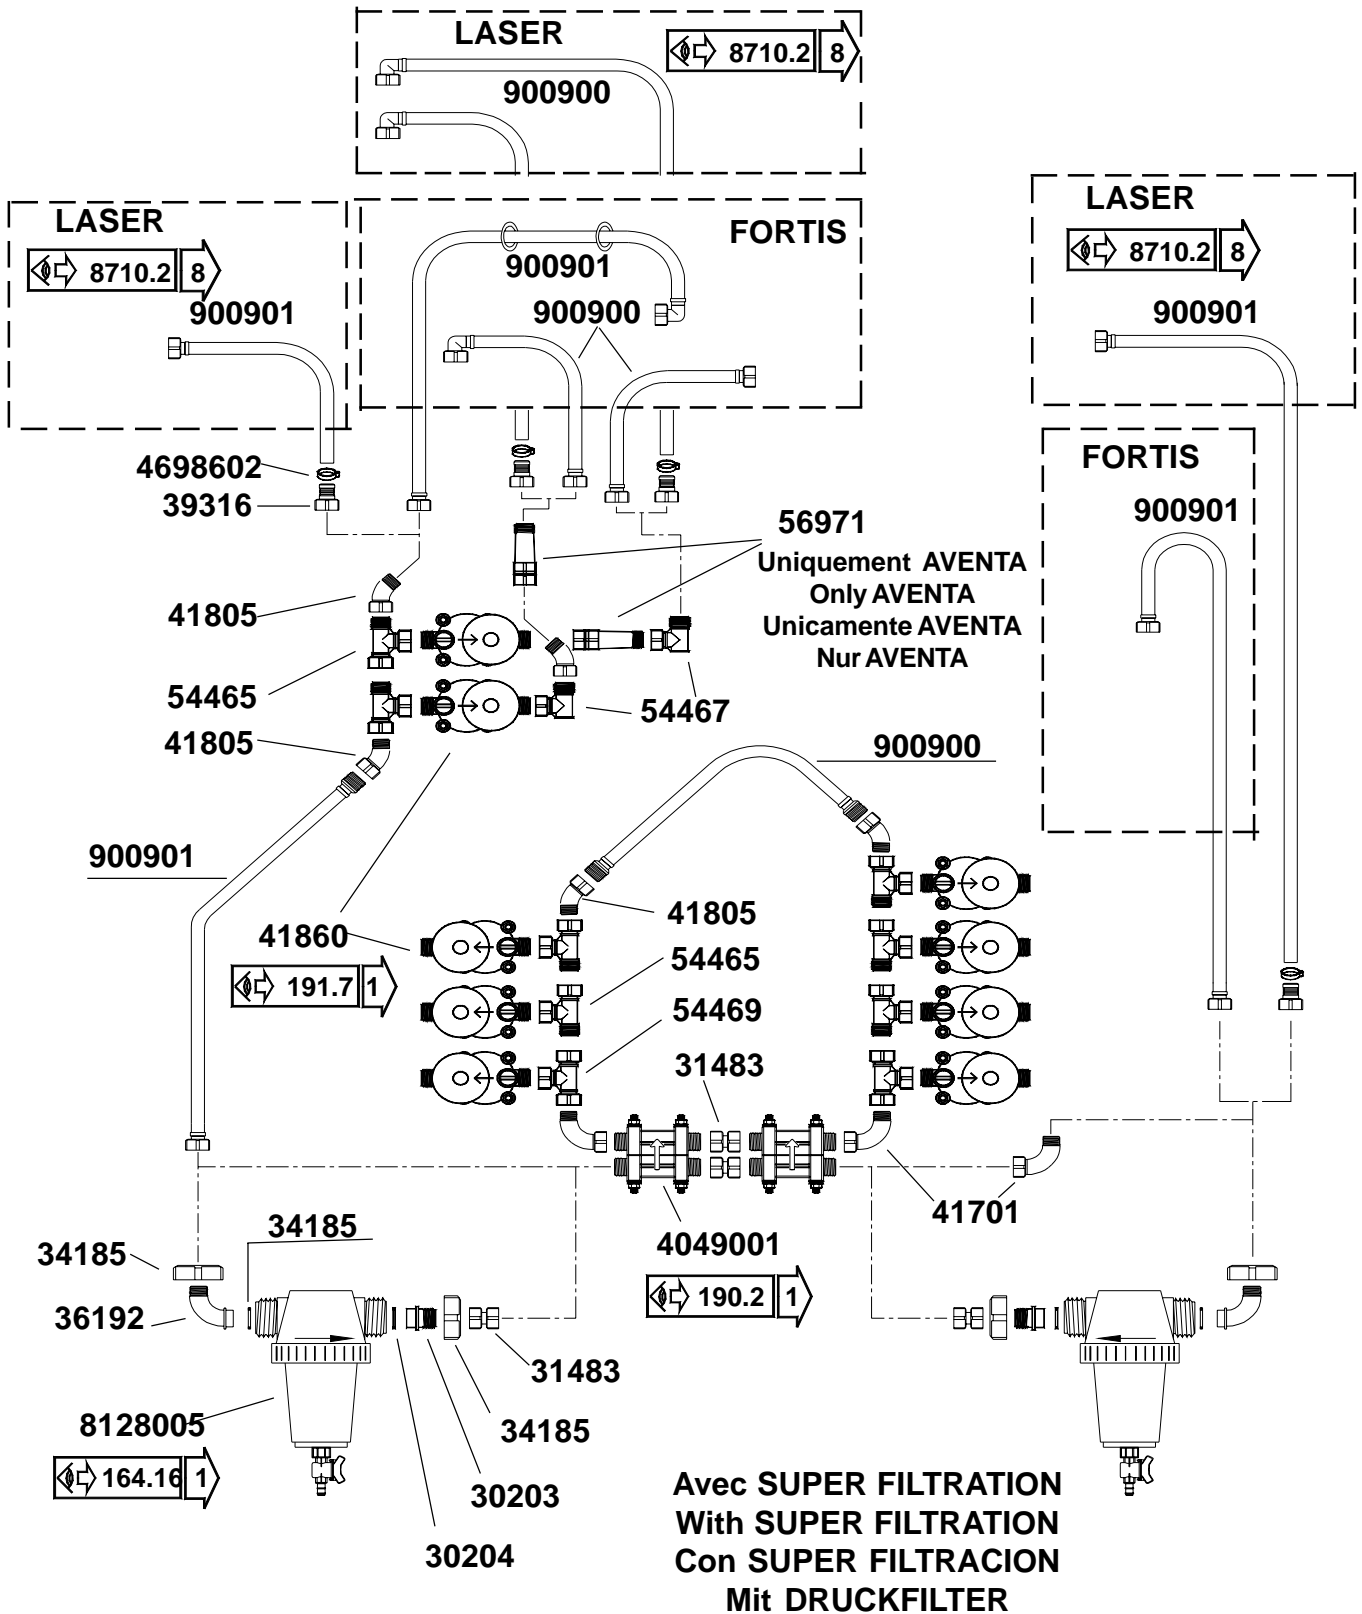 LASER
8710.2 8
900900
LASER
8710.2 8
900901
FORTIS
900901
900900
LASER
8710.2 8
900901
4698602
39316
FORTIS
900901
56971
Uniquement AVENTA
Only AVENTA
Unicamente AVENTA
Nur AVENTA
41805
54465
54467
41805
900900
900901
41805
41860
54465
191.7 1
54469
31483
41701
34185
34185
4049001
36192
190.2 1
31483
8128005
34185
164.16 1
30203
30204
Avec SUPER FILTRATION
With SUPER FILTRATION
Con SUPER FILTRACION
Mit DRUCKFILTER